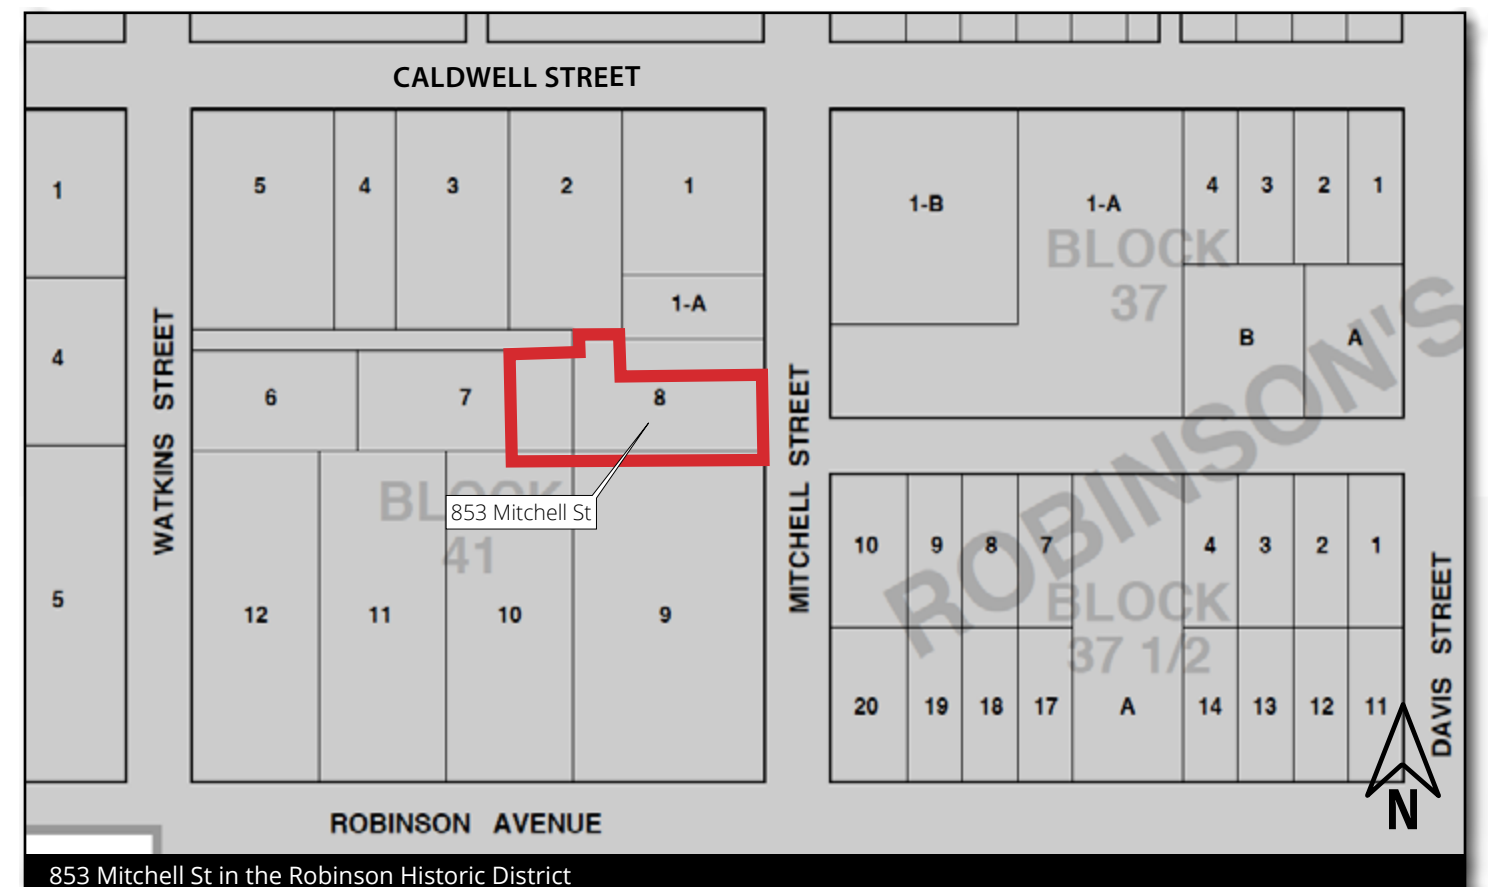 CALDWELL STREET
1
5
4
3
2
1
1-B
1-A
4
3
2
1
BLOCK
37
1-A
4
B
A
6
7
8
WATKINS STREET
MITCHELL STREET
ROBINSON'S
BLOCK
41
853 Mitchell St
10
9
8
7
4
3
2
1
BLOCK
37 1/2
5
12
11
10
9
20
19
18
17
A
14
13
12
11
DAVIS STREET
N
ROBINSON AVENUE
853 Mitchell St in the Robinson Historic District